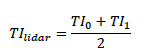 TI_lidar = (TI_0 + TI_1) / 2